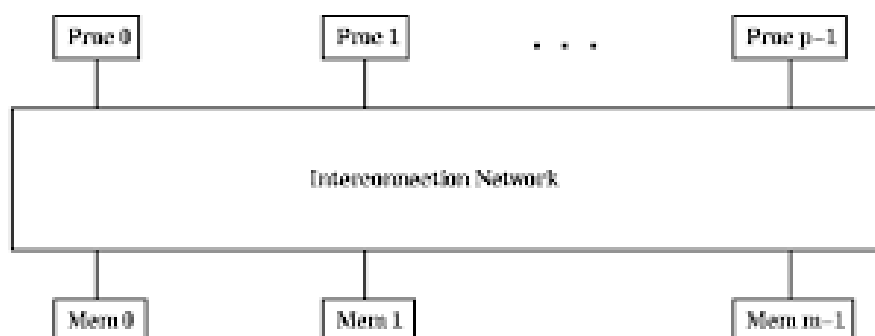 Proc 0 Proc 1 . . . Proc p-1
Interconnection Network
Mem 0 Mem 1 Mem m-1